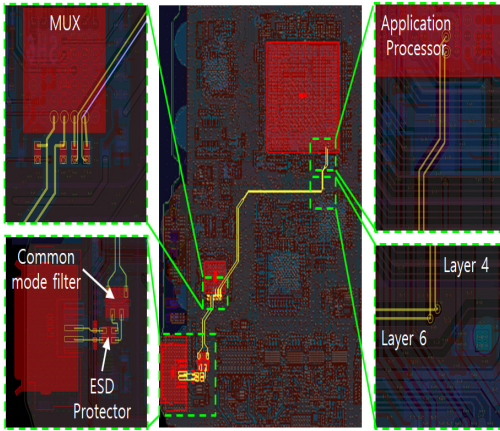 MUX
Application
Processor
Common
mode filter
ESD
Protector
Layer 4
Layer 6